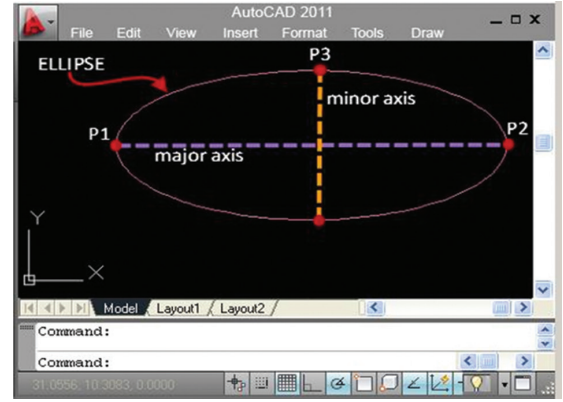 AutoCAD 2011
File Edit View Insert Format Tools Draw
P3
ELLIPSE
minor axis
P1
P2
major axis
Y
X
Model Layout1 Layout2
Command:
Command:
31.0556, 10.3083, 0.0000